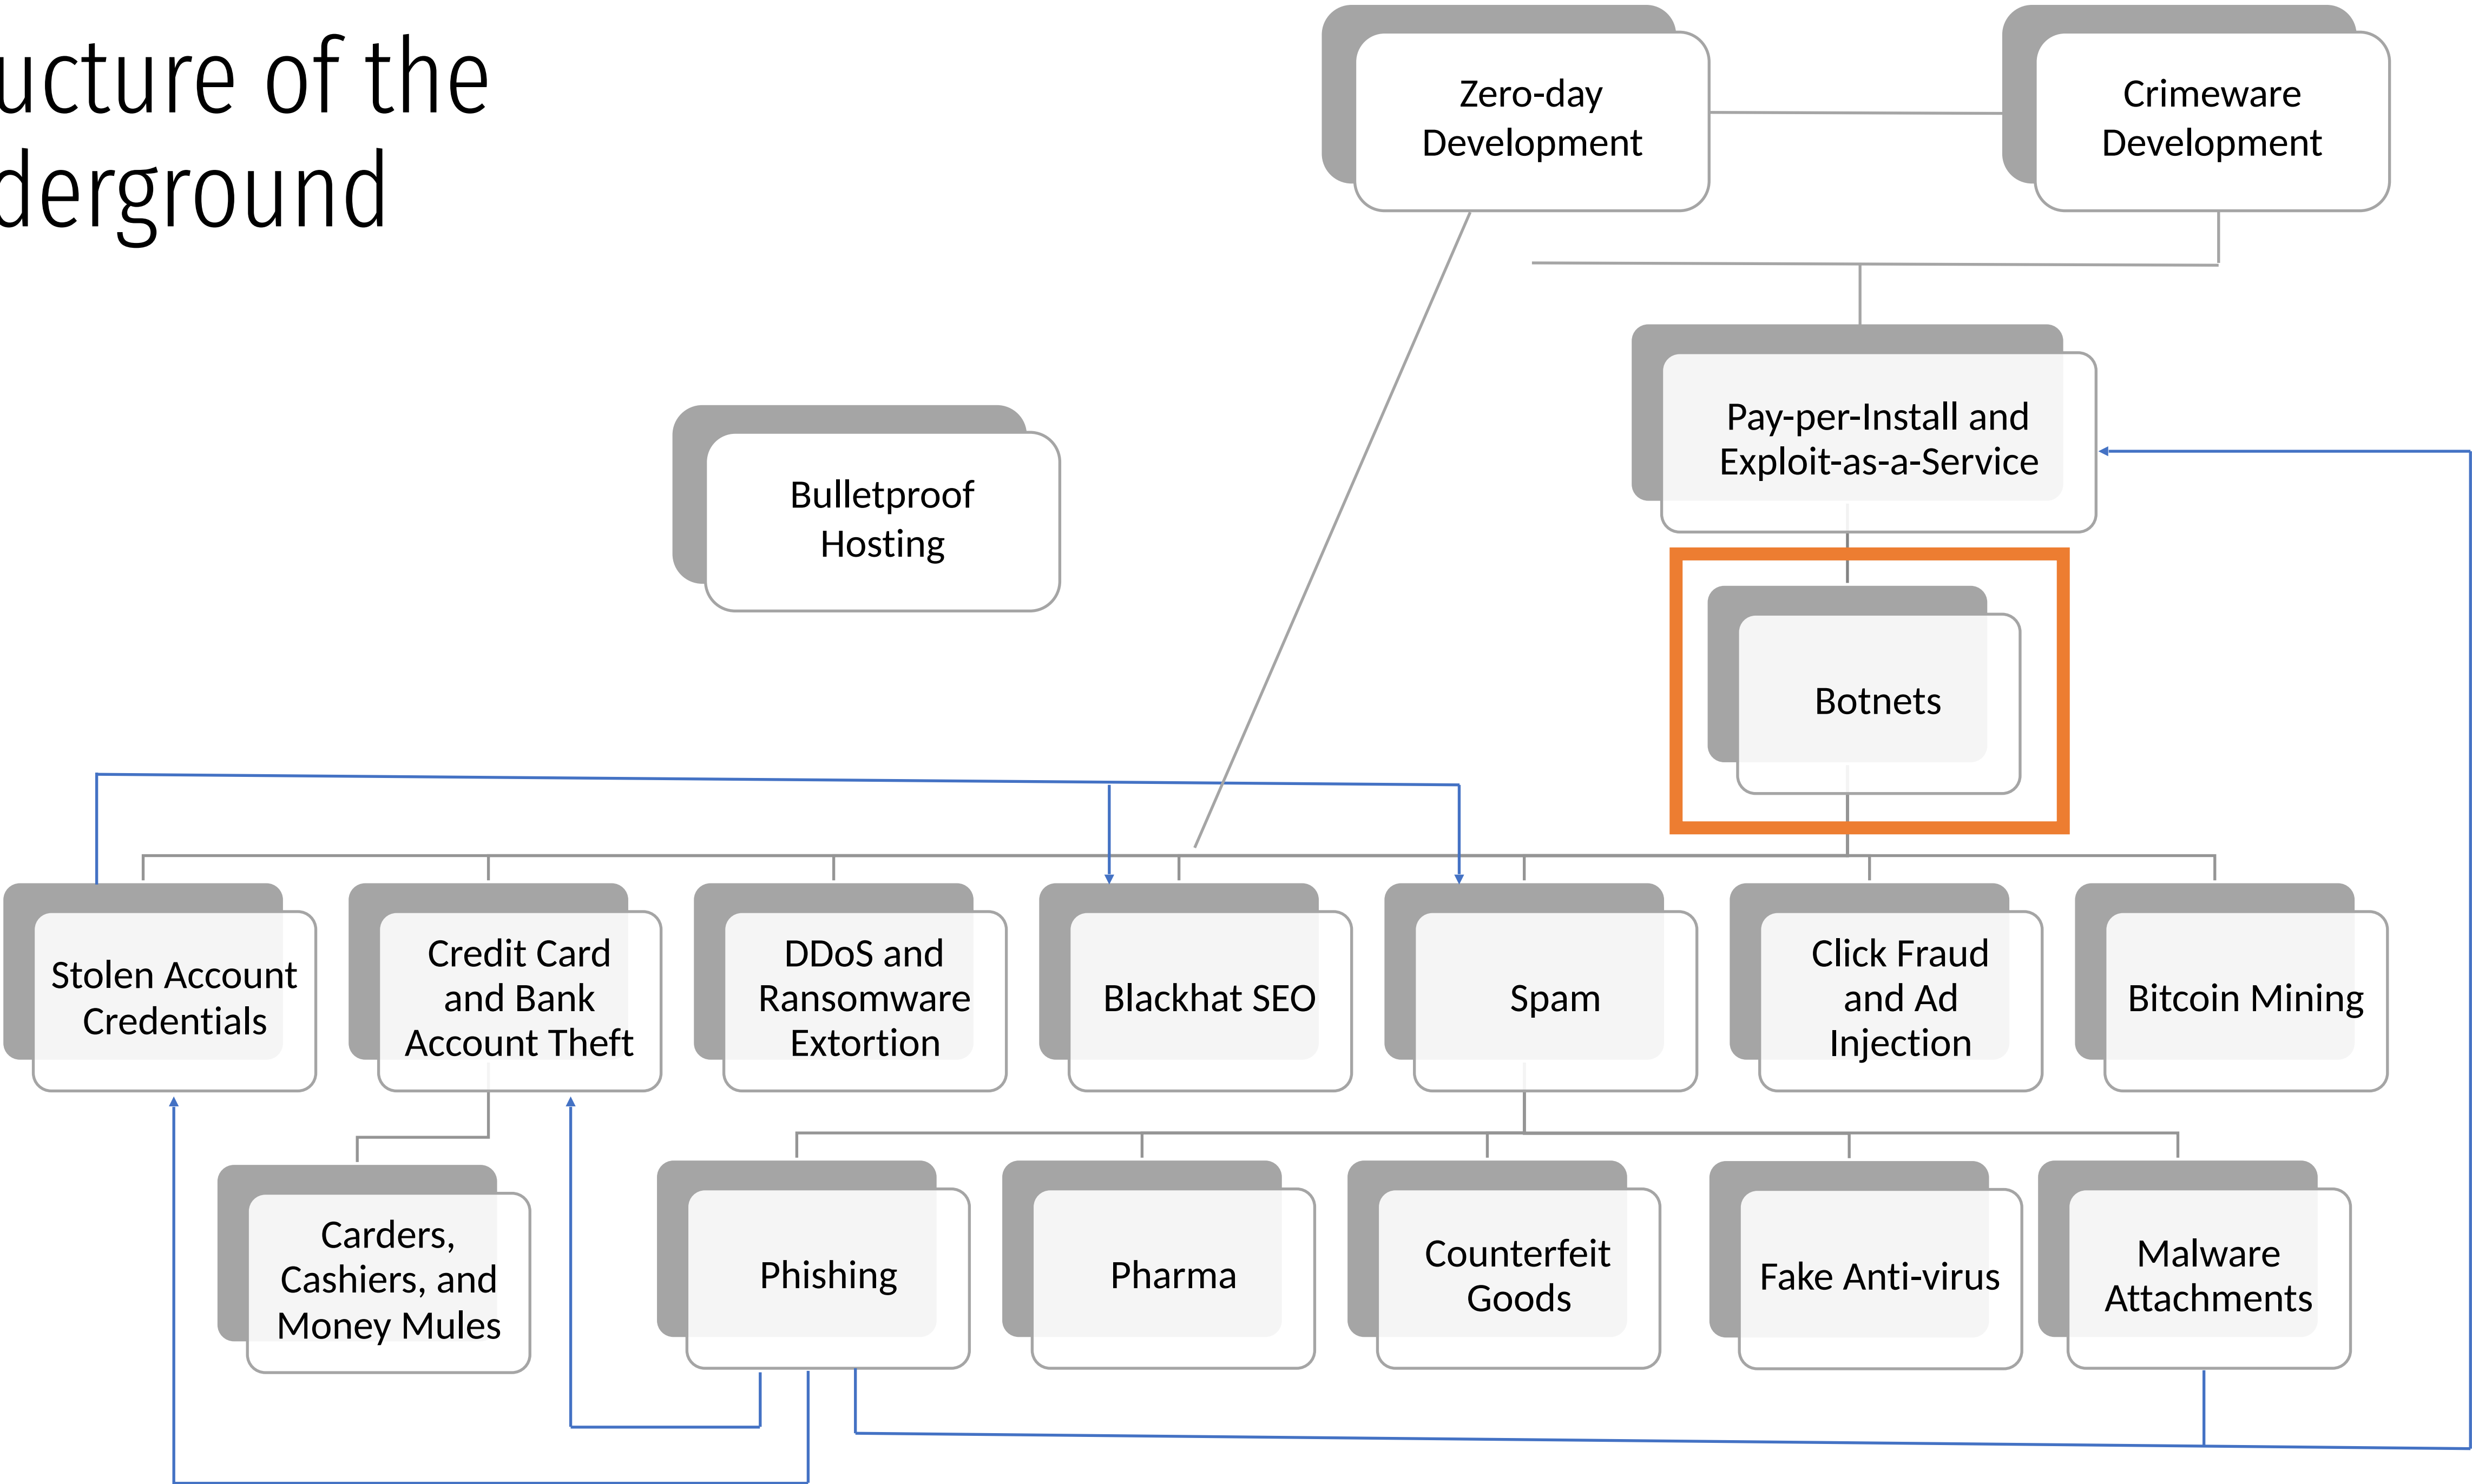 ucture of the
derground
Zero-day
Development
Crimeware
Development
Pay-per-Install and
Exploit-as-a-Service
Bulletproof
Hosting
Botnets
Stolen Account
Credentials
Credit Card
and Bank
Account Theft
DDoS and
Ransomware
Extortion
Blackhat SEO
Spam
Click Fraud
and Ad
Injection
Bitcoin Mining
Carders,
Cashiers, and
Money Mules
Phishing
Pharma
Counterfeit
Goods
Fake Anti-virus
Malware
Attachments